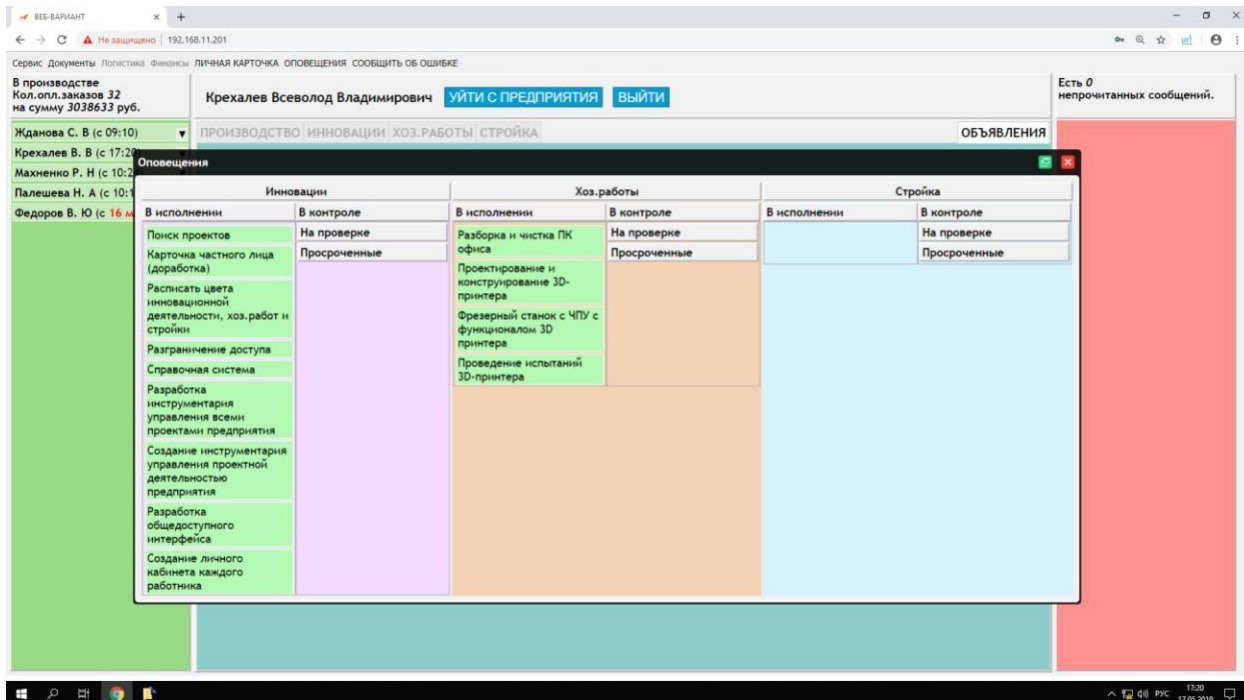 ВЕБ-ВАРИАНТ
Не защищено 192.168.11.201
Сервис Документы Логистика Финансы ЛИЧНАЯ КАРТОЧКА ОПОВЕЩЕНИЯ СООБЩИТЬ ОБ ОШИБКЕ
В производстве
Кол.опл.заказов 32
на сумму 3038633 руб.
Крехалев Всеволод Владимирович УЙТИ С ПРЕДПРИЯТИЯ ВЫЙТИ
Есть 0
непрочитанных сообщений.
Жданова С. В (с 09:10)
Крехалев В. В (с 17:20
Махненко Р. Н (с 10:2
Палешева Н. А (с 10:1
Федоров В. Ю (с 16 м
ПРОИЗВОДСТВО ИННОВАЦИИ ХОЗ.РАБОТЫ СТРОЙКА ОБЪЯВЛЕНИЯ
Оповещения
Инновации
В исполнении
Поиск проектов
Карточка частного лица
(доработка)
Расписать цвета
инновационной
деятельности, хоз.работ и
стройки
Разграничение доступа
Справочная система
Разработка
инструментария
управления всеми
проектами предприятия
Создание инструментария
управления проектной
деятельностью
предприятия
Разработка
общедоступного
интерфейса
Создание личного
кабинета каждого
работника
В контроле
На проверке
Просроченные
Хоз.работы
В исполнении
Разборка и чистка ПК
офиса
Проектирование и
конструирование 3D-
принтера
Фрезерный станок с ЧПУ с
функционалом 3D
принтера
Проведение испытаний
3D-принтера
В контроле
На проверке
Просроченные
Стройка
В исполнении
В контроле
На проверке
Просроченные
РУС
17:20
17.05.2019